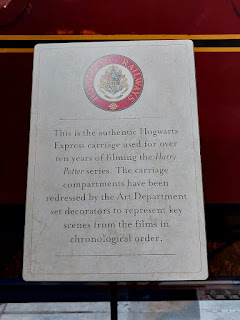 HOGWARTS RAILWAYS
This is the authentic Hogwarts
Express carriage used for over
ten years of filming the Harry
Potter series. The carriage
compartments have been
redressed by the Art Department
set decorators to represent key
scenes from the films in
chronological order.